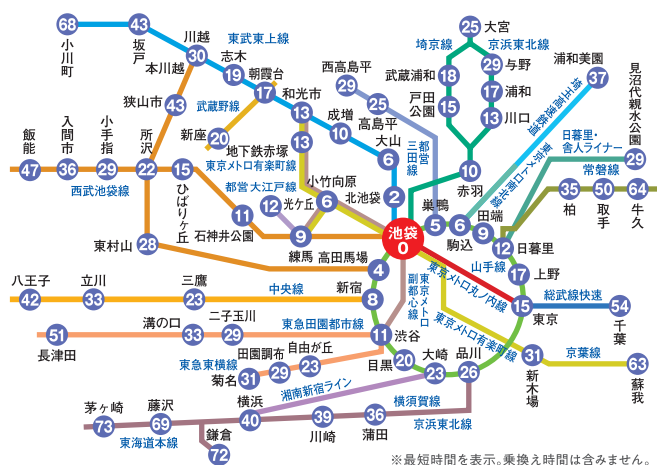 68
小川町
43
坂戸
川越
30
本川越
東武東上線
志木
19
朝霞台
17
武蔵野線
新座
20
和光市
13
13
地下鉄赤塚
東京メトロ有楽町線
成増
10
大山
6
北池袋
2
西高島平
29
25
高島平
都営
三田線
埼京線
大宮
25
京浜東北線
与野
29
武蔵浦和
18
浦和
17
戸田
公園
15
川口
13
10
赤羽
浦和美園
37
埼玉高速鉄道
東京メトロ南北線
見沼代親水公園
29
日暮里・
舎人ライナー
常磐線
35
柏
50
取手
64
牛久
狭山市
43
飯能
47
入間市
36
小手指
29
所沢
22
15
ひばりヶ丘
西武池袋線
11
石神井公園
都営大江戸線
12
光ケ丘
小竹向原
6
9
練馬
28
東村山
高田馬場
4
池袋
0
巣鴨
5
6
駒込
田端
9
12
日暮里
山手線
17
上野
東京メトロ丸ノ内線
15
東京
総武線快速
54
千葉
八王子
42
立川
33
三鷹
23
中央線
新宿
8
東京メトロ
副都心線
東京メトロ有楽町線
31
新木場
京葉線
63
蘇我
51
長津田
溝の口
33
二子玉川
29
東急田園都市線
11
渋谷
東急東横線
菊名
31
田園調布
29
自由が丘
23
20
目黒
大崎
23
品川
26
湘南新宿ライン
横須賀線
京浜東北線
茅ヶ崎
73
藤沢
69
東海道本線
鎌倉
72
横浜
40
39
川崎
36
蒲田
※最短時間を表示。乗換え時間は含みません。